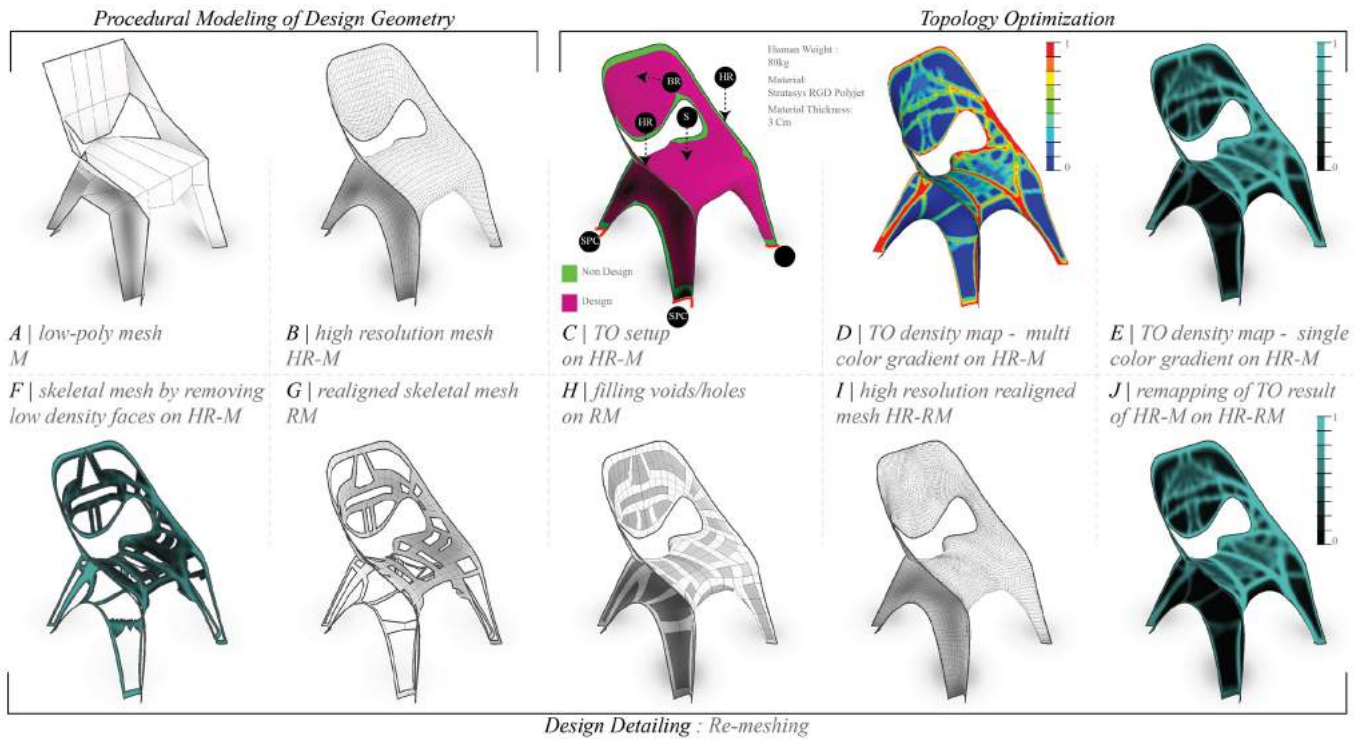 Procedural Modeling of Design Geometry
Topology Optimization
Human Weight :
80kg
Material:
Stratasys RGD Polyjet
Material Thickness:
3 Cm
BR
HR
HR
S
SPC
SPC
Non Design
Design
1
0
1
0
A | low-poly mesh
M
B | high resolution mesh
HR-M
C | TO setup
on HR-M
D | TO density map - multi
color gradient on HR-M
E | TO density map - single
color gradient on HR-M
F | skeletal mesh by removing
low density faces on HR-M
G | realigned skeletal mesh
RM
H | filling voids/holes
on RM
I | high resolution realigned
mesh HR-RM
J | remapping of TO result
of HR-M on HR-RM
1
0
Design Detailing : Re-meshing